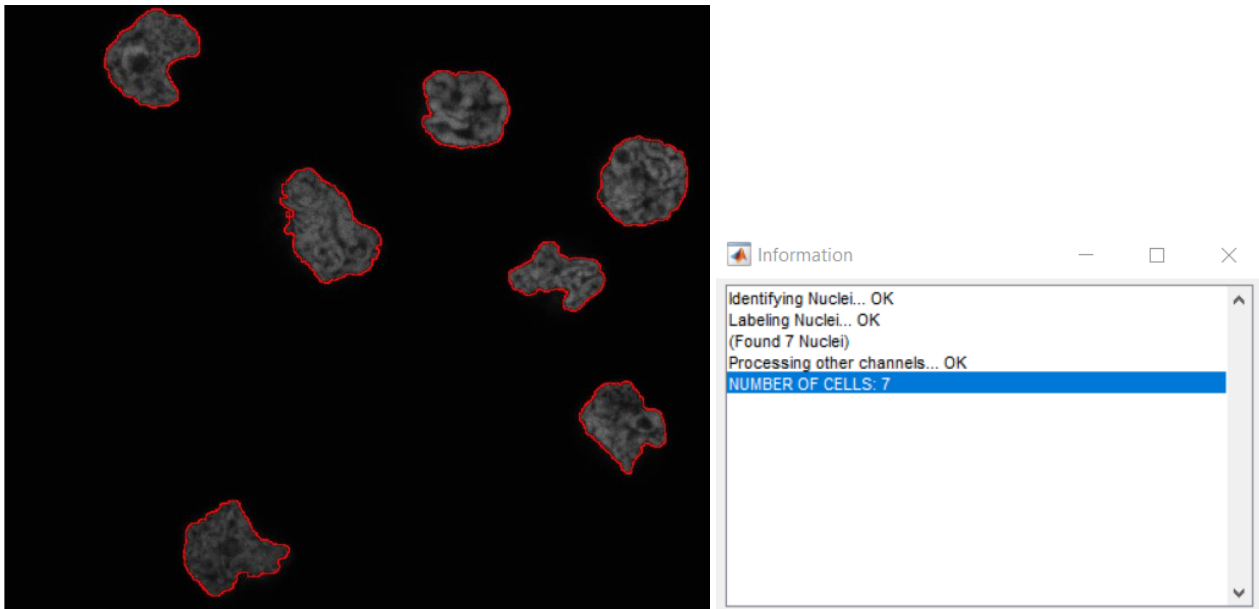 Information
Identifying Nuclei... OK
Labeling Nuclei... OK
(Found 7 Nuclei)
Processing other channels... OK
NUMBER OF CELLS: 7